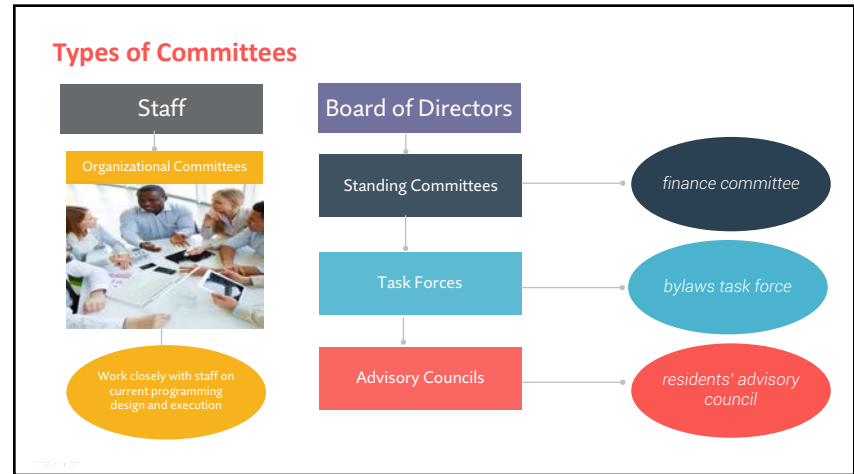 Types of Committees
Staff
Organizational Committees
Work closely with staff on
current programming
design and execution
Board of Directors
Standing Committees
finance committee
Task Forces
bylaws task force
Advisory Councils
residents' advisory
council